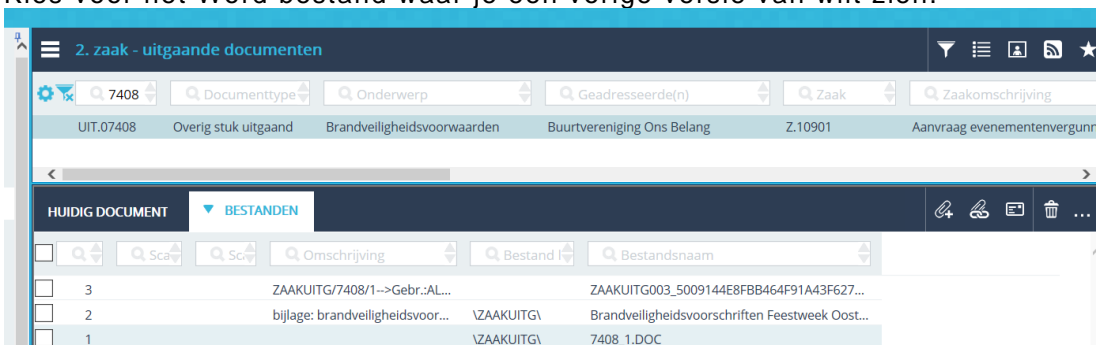 Kies voor het Word bestand waar je een vorige versie van wilt zien.
2. zaak - uitgaande documenten
7408 Documenttype Onderwerp Geadresseerde(n) Zaak Zaakomschrijving
UIT.07408 Overig stuk uitgaand Brandveiligheidsvoorwaarden Buurtvereniging Ons Belang Z.10901 Aanvraag evenementenvergunn
HUIDIG DOCUMENT BESTANDEN ...
Sca Sc Omschrijving Bestand l Bestandsnaam
3 ZAAKUITG/7408/1-->Gebr.:AL... ZAAKUITG003_5009144E8FBB464F91A43F627...
2 bijlage: brandveiligheidsvoor... \ZAAKUITG\ Brandveiligheidsvoorschriften Feestweek Oost...
1 \ZAAKUITG\ 7408_1.DOC